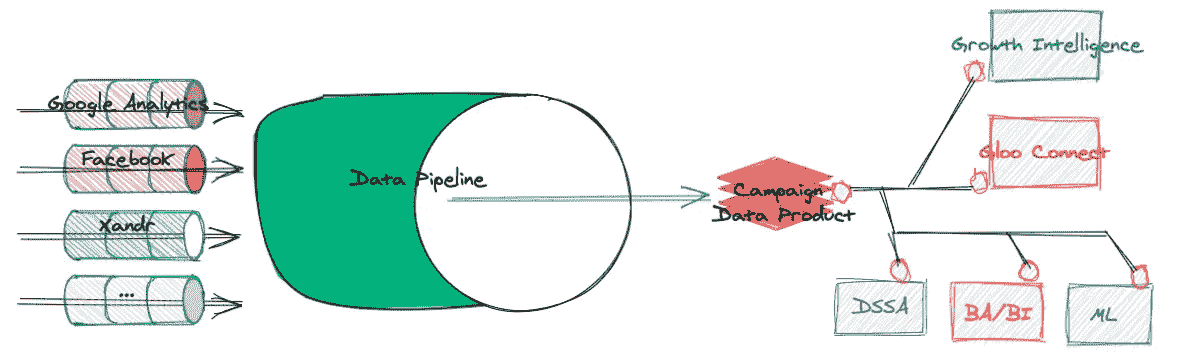 Google Analytics
Facebook
Xandr
...
Data Pipeline
Campaign
Data Product
Growth Intelligence
Gloo Connect
DSSA
BA/BI
ML